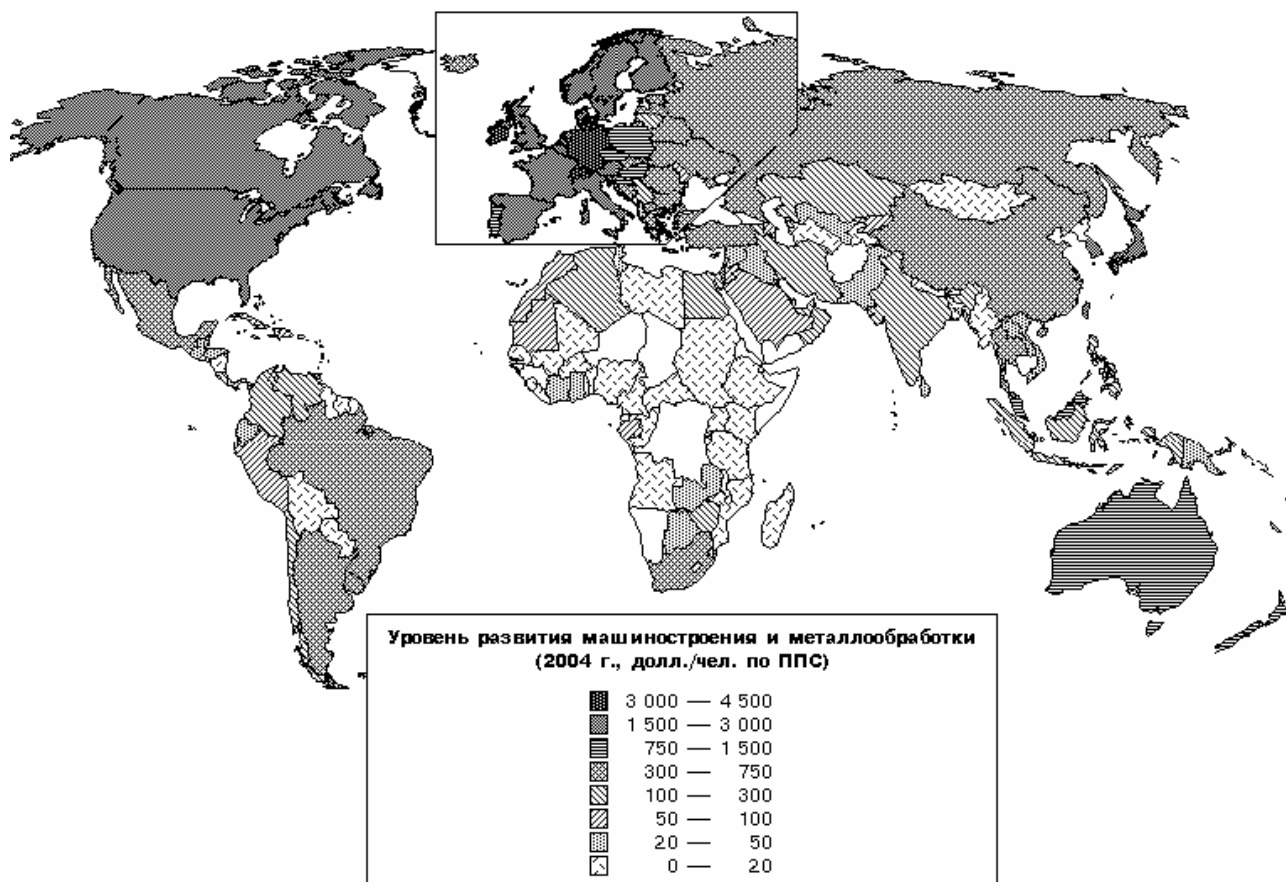 Уровень развития машиностроения и металлообработки
(2004 г., долл./чел. по ППС)
3 000 — 4 500
1 500 — 3 000
750 — 1 500
300 — 750
100 — 300
50 — 100
20 — 50
0 — 20